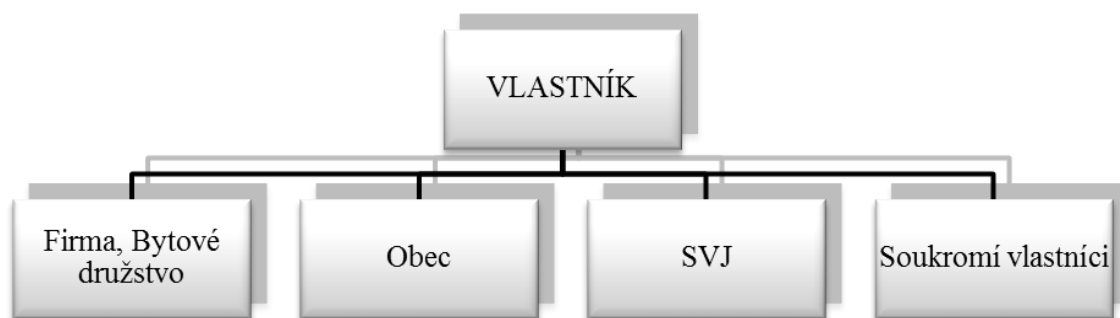 VLASTNÍK
Firma, Bytové
družstvo
Obec
SVJ
Soukromí vlastníci